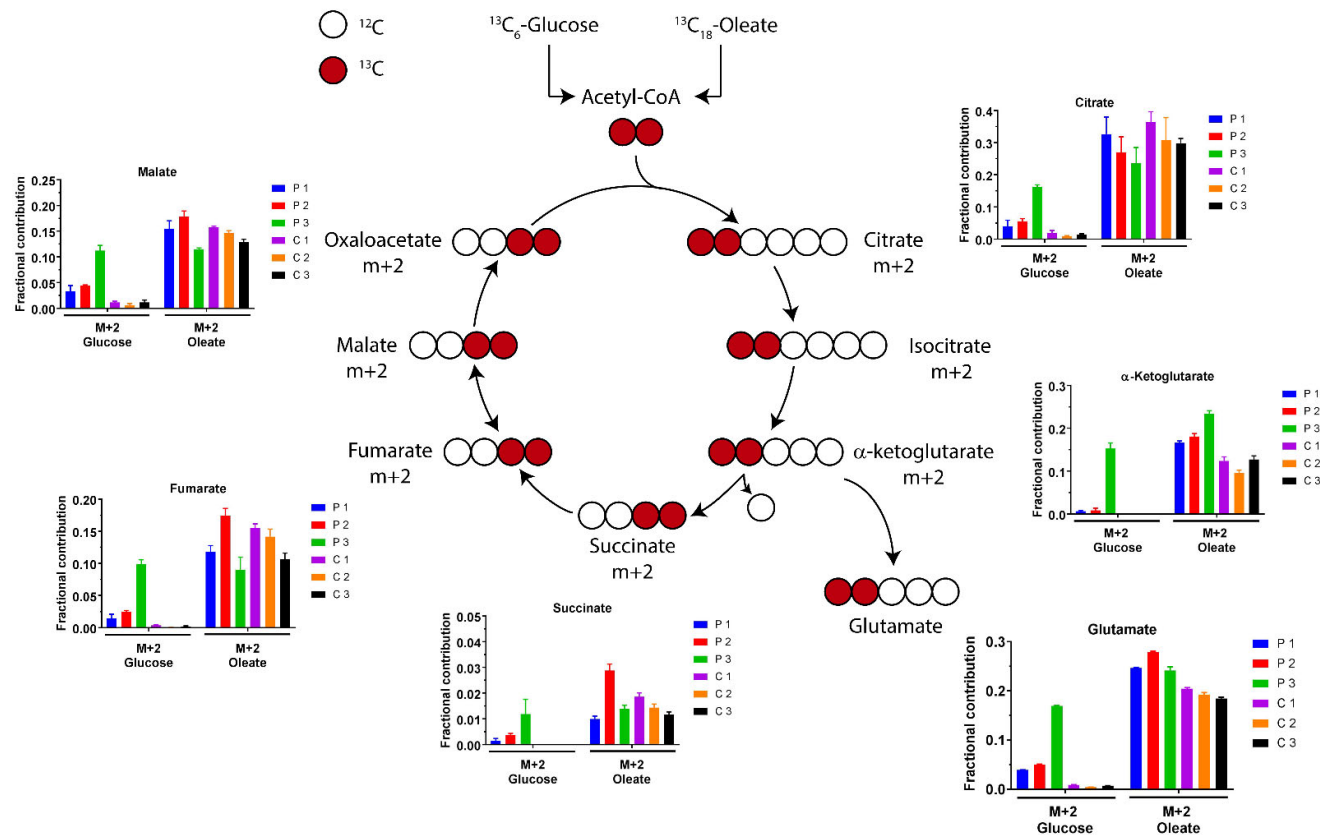 ¹²C
¹³C
¹³C₆-Glucose
¹³C₁₈-Oleate
Acetyl-CoA
Oxaloacetate
m+2
Citrate
m+2
Malate
m+2
Isocitrate
m+2
Fumarate
m+2
α-ketoglutarate
m+2
Succinate
m+2
Glutamate
Malate
Fractional contribution
0.25
0.20
0.15
0.10
0.05
0.00
M+2
Glucose
M+2
Oleate
P 1
P 2
P 3
C 1
C 2
C 3
Citrate
Fractional contribution
0.4
0.3
0.2
0.1
0.0
M+2
Glucose
M+2
Oleate
P 1
P 2
P 3
C 1
C 2
C 3
α-Ketoglutarate
Fractional contribution
0.3
0.2
0.1
0.0
M+2
Glucose
M+2
Oleate
P 1
P 2
P 3
C 1
C 2
C 3
Fumarate
Fractional contribution
0.20
0.15
0.10
0.05
0.00
M+2
Glucose
M+2
Oleate
P 1
P 2
P 3
C 1
C 2
C 3
Succinate
Fractional contribution
0.05
0.04
0.03
0.02
0.01
0.00
M+2
Glucose
M+2
Oleate
P 1
P 2
P 3
C 1
C 2
C 3
Glutamate
Fractional contribution
0.3
0.2
0.1
0.0
M+2
Glucose
M+2
Oleate
P 1
P 2
P 3
C 1
C 2
C 3